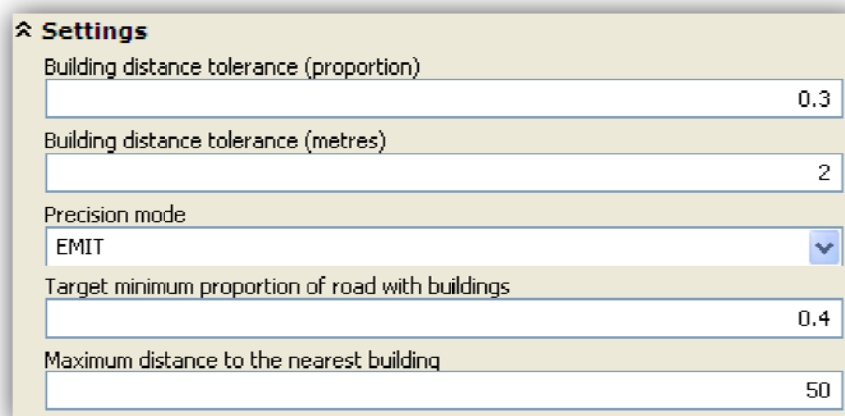 Settings
Building distance tolerance (proportion)
0.3
Building distance tolerance (metres)
2
Precision mode
EMIT
Target minimum proportion of road with buildings
0.4
Maximum distance to the nearest building
50